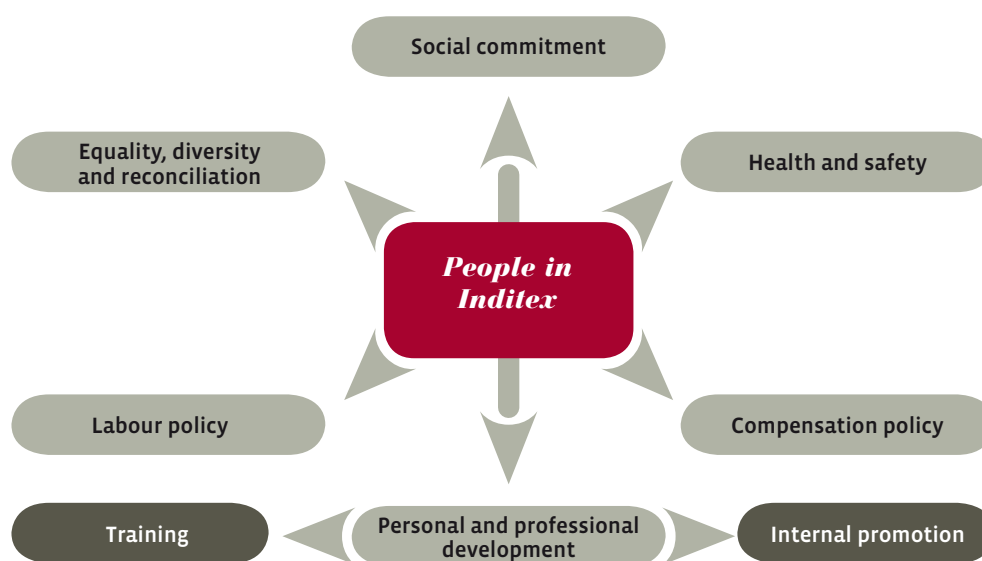 Social commitment
Equality, diversity
and reconciliation
Health and safety
People in
Inditex
Labour policy
Compensation policy
Training
Personal and professional
development
Internal promotion